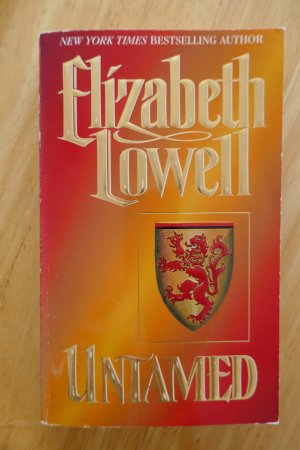 NEW YORK TIMES BESTSELLING AUTHOR
Elizabeth
Lowell
UNTAMED